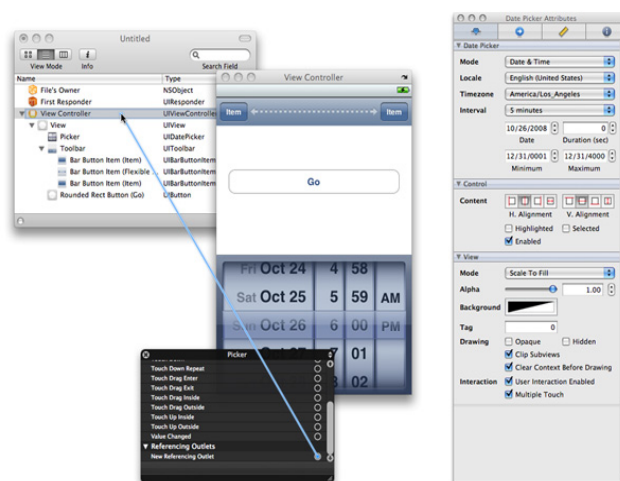 Untitled
View Mode
Info
Search Field
Name
Type
File's Owner
NSObject
First Responder
UIResponder
View Controller
UIViewController
View
UIView
Picker
UIDatePicker
Toolbar
UIToolbar
Bar Button Item (Item)
UIBarButtonItem
Bar Button Item (Flexible ...
UIBarButtonItem
Bar Button Item (Item)
UIBarButtonItem
Rounded Rect Button (Go)
UIButton
View Controller
Item
Item
Go
Fri Oct 24 4 58
Sat Oct 25 5 59 AM
Sun Oct 26 6 00 PM
7 01
02
Picker
Touch Down Repeat
Touch Drag Enter
Touch Drag Exit
Touch Drag Inside
Touch Drag Outside
Touch Up Inside
Touch Up Outside
Value Changed
Referencing Outlets
New Referencing Outlet
Date Picker Attributes
Date Picker
Mode Date & Time
Locale English (United States)
Timezone America/Los_Angeles
Interval 5 minutes
10/26/2008 0
Date Duration (sec)
12/31/0001 12/31/4000
Minimum Maximum
Control
Content
H. Alignment V. Alignment
Highlighted Selected
Enabled
View
Mode Scale To Fill
Alpha 1.00
Background
Tag 0
Drawing Opaque Hidden
Clip Subviews
Clear Context Before Drawing
Interaction User Interaction Enabled
Multiple Touch